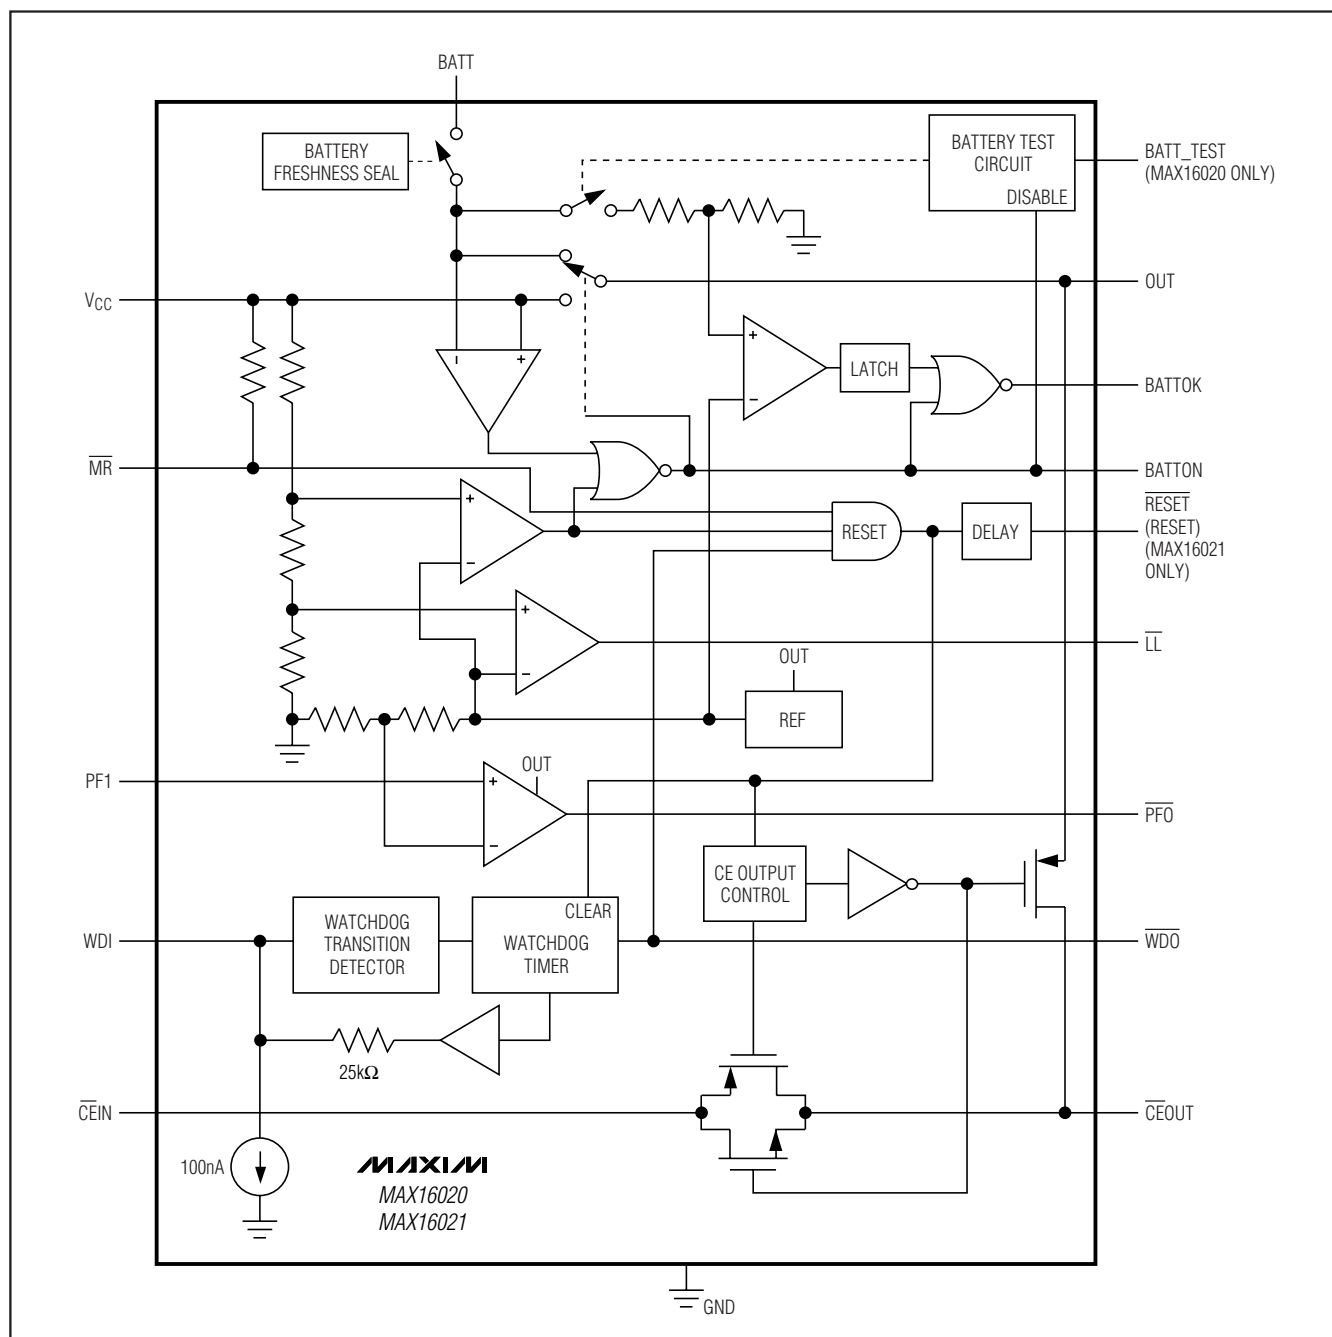 BATT
BATTERY
FRESHNESS SEAL
BATTERY TEST
CIRCUIT
DISABLE
BATT_TEST
(MAX16020 ONLY)
VCC
OUT
+
-
+
-
LATCH
BATTOK
MR
BATTON
+
-
RESET
DELAY
RESET
(RESET)
(MAX16021
ONLY)
+
-
LL
OUT
REF
PF1
OUT
+
-
PFO
CE OUTPUT
CONTROL
WDI
WATCHDOG
TRANSITION
DETECTOR
CLEAR
WATCHDOG
TIMER
WDO
25kΩ
CEIN
CEOUT
100nA
MAXIM
MAX16020
MAX16021
GND